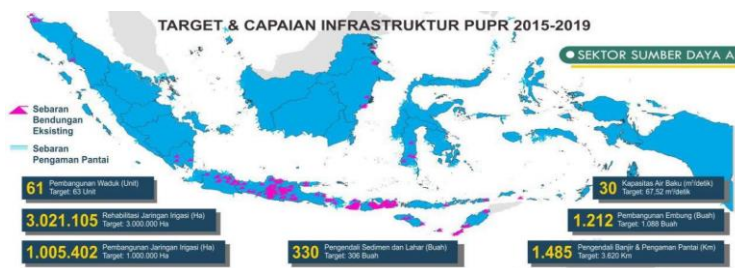 TARGET & CAPAIAN INFRASTRUKTUR PUPR 2015-2019
SEKTOR SUMBER DAYA A
Sebaran
Bendungan
Eksisting
Sebaran
Pengaman Pantai
61 Pembangunan Waduk (Unit)
Target: 63 Unit
30 Kapasitas Air Baku (m³/detik)
Target: 67,52 m³/detik
3.021.105 Rehabilitasi Jaringan Irigasi (Ha)
Target: 3.000.000 Ha
1.212 Pembangunan Embung (Buah)
Target: 1.088 Buah
1.005.402 Pembangunan Jaringan Irigasi (Ha)
Target: 1.000.000 Ha
330 Pengendali Sedimen dan Lahar (Buah)
Target: 306 Buah
1.485 Pengendali Banjir & Pengaman Pantai (Km)
Target: 3.620 Km